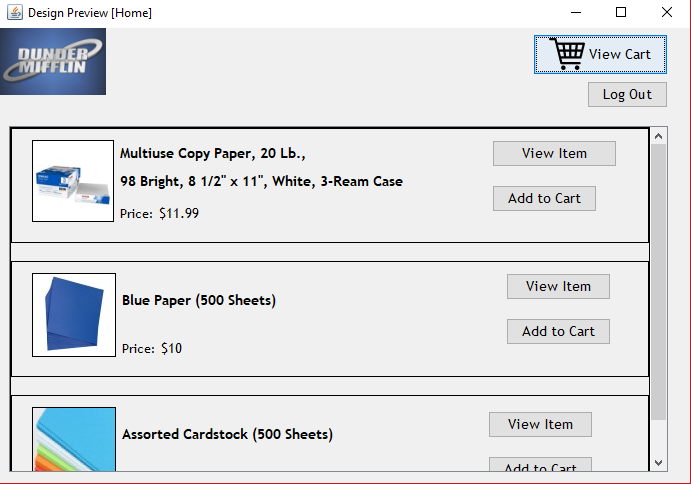 Design Preview [Home]
DUNDER
MIFFLIN
View Cart
Log Out
Multiuse Copy Paper, 20 Lb.,
98 Bright, 8 1/2" x 11", White, 3-Ream Case
Price: $11.99
View Item
Add to Cart
Blue Paper (500 Sheets)
Price: $10
View Item
Add to Cart
Assorted Cardstock (500 Sheets)
View Item
Add to Cart